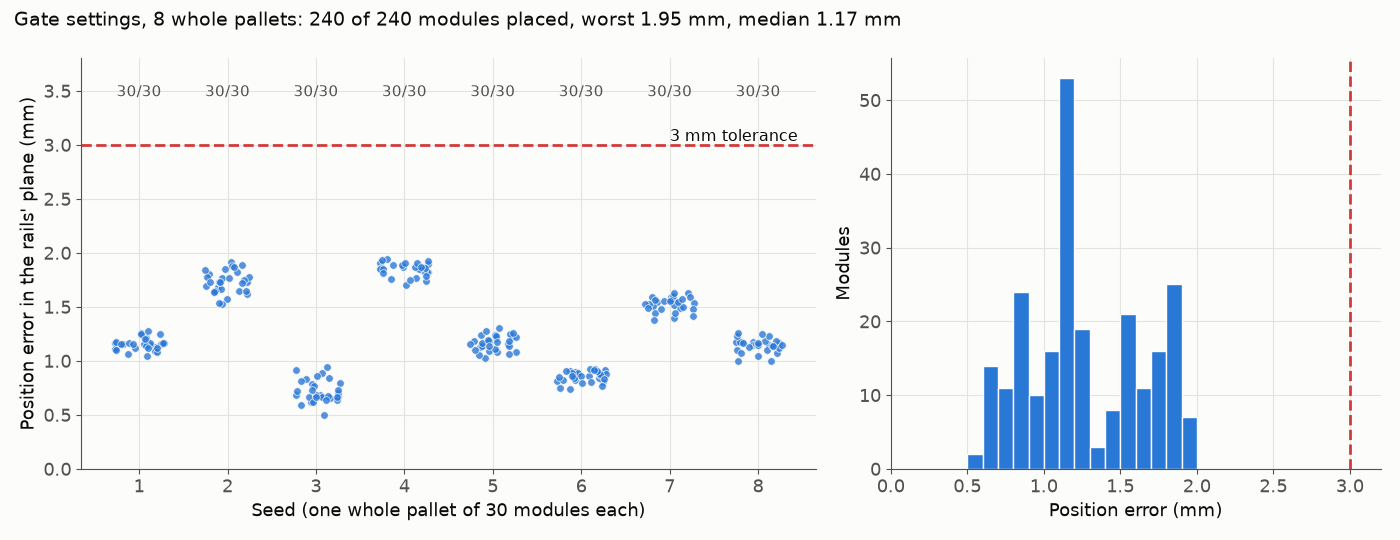 Gate settings, 8 whole pallets: 240 of 240 modules placed, worst 1.95 mm, median 1.17 mm
Position error in the rails' plane (mm)
3.5
3.0
2.5
2.0
1.5
1.0
0.5
0.0
30/30 30/30 30/30 30/30 30/30 30/30 30/30 30/30
3 mm tolerance
1 2 3 4 5 6 7 8
Seed (one whole pallet of 30 modules each)
Modules
50
40
30
20
10
0
0.0 0.5 1.0 1.5 2.0 2.5 3.0
Position error (mm)